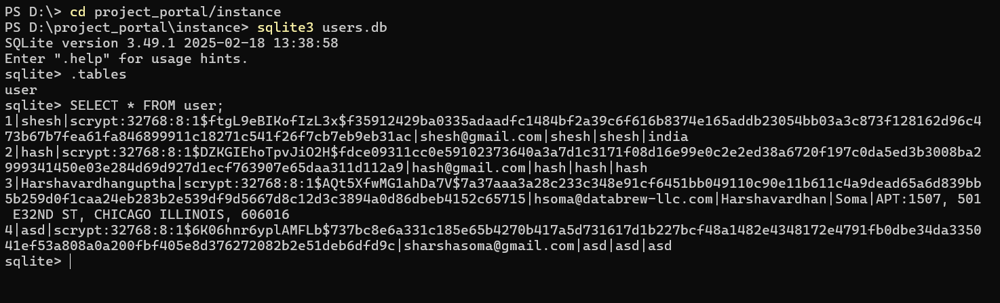 PS D:\> cd project_portal/instance
PS D:\project_portal\instance> sqlite3 users.db
SQLite version 3.49.1 2025-02-18 13:38:58
Enter ".help" for usage hints.
sqlite> .tables
user
sqlite> SELECT * FROM user;
1|shesh|scrypt:32768:8:1$ftgL9eBIKofIzL3x$f35912429ba0335adaadfc1484bf2a39c6f616b8374e165addb23054bb03a3c873f128162d96c4
73b67b7fea61fa846899911c18271c541f26f7cb7eb9eb31ac|shesh@gmail.com|shesh|shesh|india
2|hash|scrypt:32768:8:1$DZKGIEhoTpvJiO2H$fdce09311cc0e59102373640a3a7d1c3171f08d16e99e0c2e2ed38a6720f197c0da5ed3b3008ba2
999341450e03e284d69d927d1ecf763907e65daa311d112a9|hash@gmail.com|hash|hash|hash
3|Harshavardhanguptha|scrypt:32768:8:1$AQt5XfwMG1ahDa7V$7a37aaa3a28c233c348e91cf6451bb049110c90e11b611c4a9dead65a6d839bb
5b259d0f1caa24eb283b2e539df9d5667d8c12d3c3894a0d86dbeb4152c65715|hsoma@databrew-llc.com|Harshavardhan|Soma|APT:1507, 501
E32ND ST, CHICAGO ILLINOIS, 606016
4|asd|scrypt:32768:8:1$6K06hnr6yplAMFLb$737bc8e6a331c185e65b4270b417a5d731617d1b227bcf48a1482e4348172e4791fb0dbe34da3350
41ef53a808a0a200fbf405e8d376272082b2e51deb6dfd9c|sharshasoma@gmail.com|asd|asd|asd
sqlite>